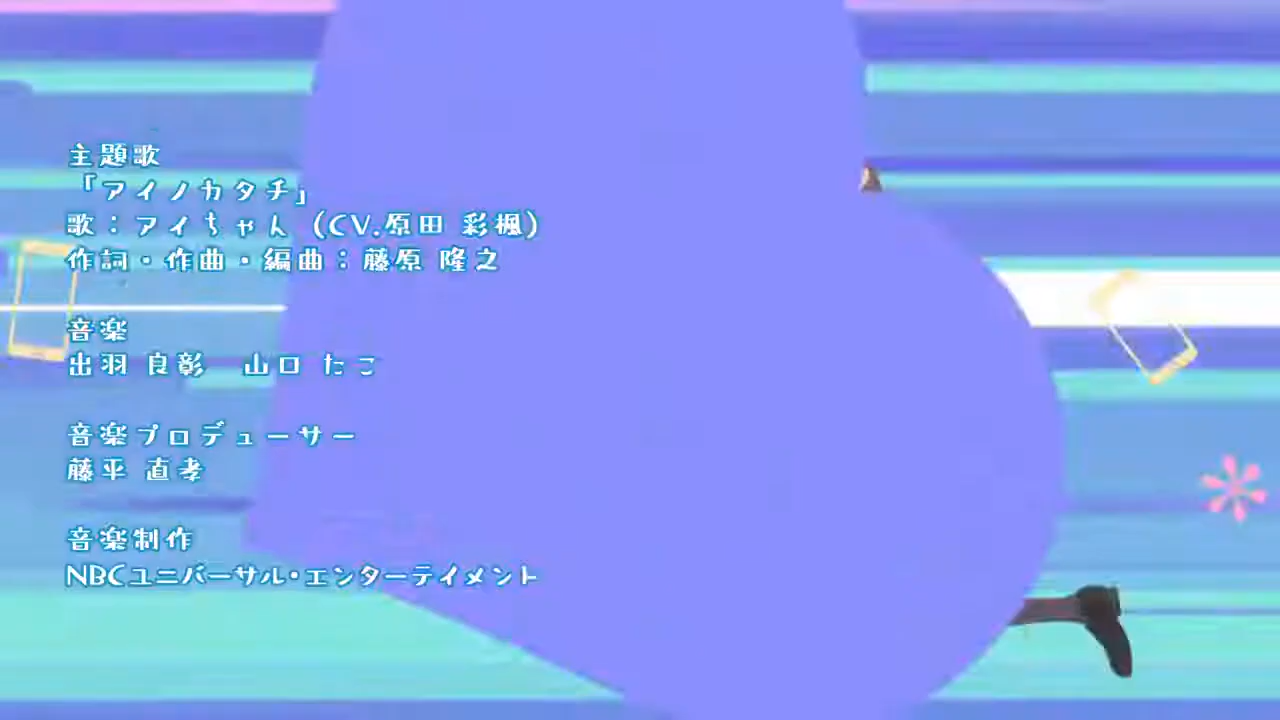 主題歌
「アイノカタチ」
歌：アイちゃん（CV.原田 彩楓）
作詞・作曲・編曲：藤原 隆之
音楽
出羽 良彰　山口 たこ
音楽プロデューサー
藤平 直孝
音楽制作
NBCユニバーサル・エンターテイメント